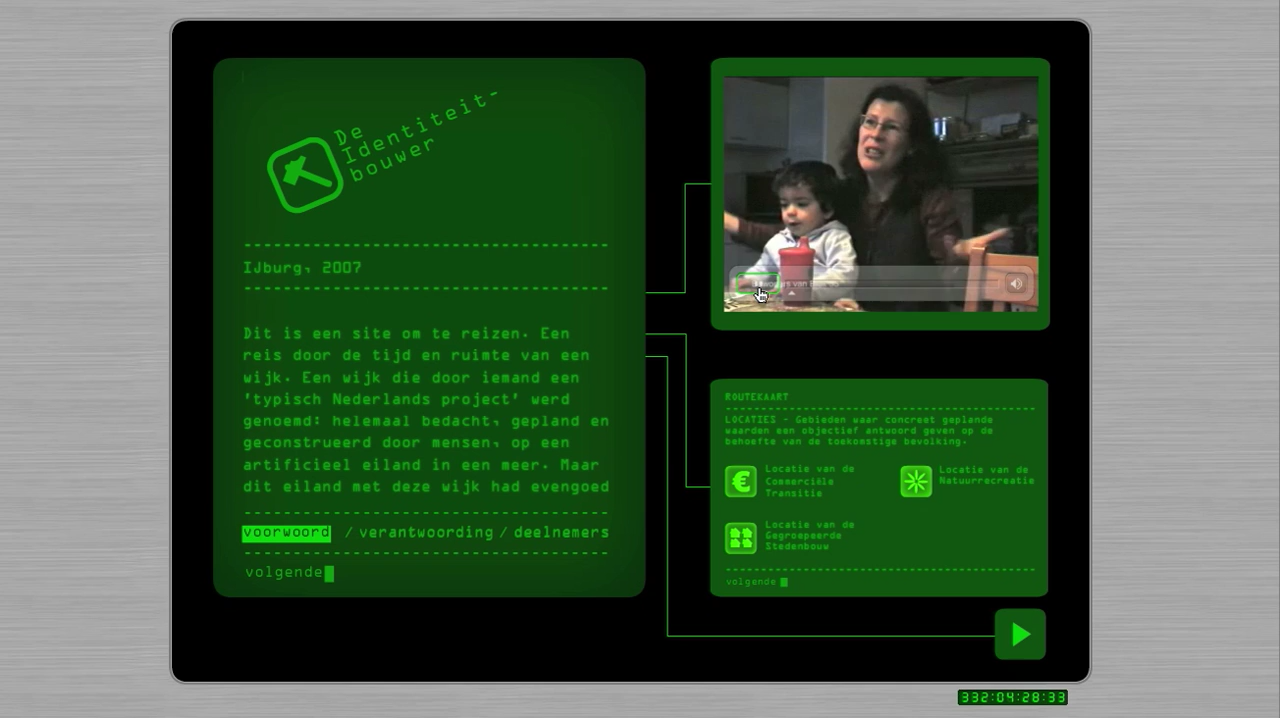 De
Identiteit-
bouwer
IJburg, 2007
Dit is een site om te reizen. Een
reis door de tijd en ruimte van een
wijk. Een wijk die door iemand een
'typisch Nederlands project' werd
genoemd: helemaal bedacht, gepland en
geconstrueerd door mensen, op een
artificieel eiland in een meer. Maar
dit eiland met deze wijk had evengoed
voorwoord / verantwoording / deelnemers
volgende
ROUTEKAART
LOCATIES - Gebieden waar concreet geplande
waarden een objectief antwoord geven op de
behoefte van de toekomstige bevolking.
Locatie van de
Commerciële
Transitie
Locatie van de
Natuurrecreatie
Locatie van de
Gegroepeerde
Stedenbouw
volgende
332:04:28:33